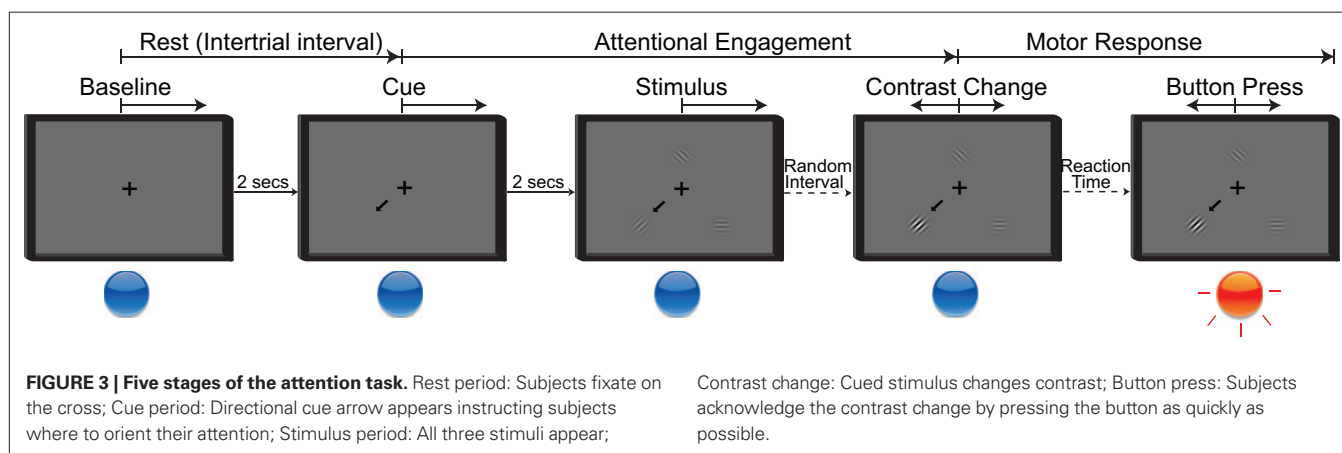 Rest (Intertrial interval) Attentional Engagement Motor Response
Baseline Cue Stimulus Contrast Change Button Press
2 secs 2 secs Random Interval Reaction Time
FIGURE 3 | Five stages of the attention task. Rest period: Subjects fixate on
the cross; Cue period: Directional cue arrow appears instructing subjects
where to orient their attention; Stimulus period: All three stimuli appear;
Contrast change: Cued stimulus changes contrast; Button press: Subjects
acknowledge the contrast change by pressing the button as quickly as
possible.